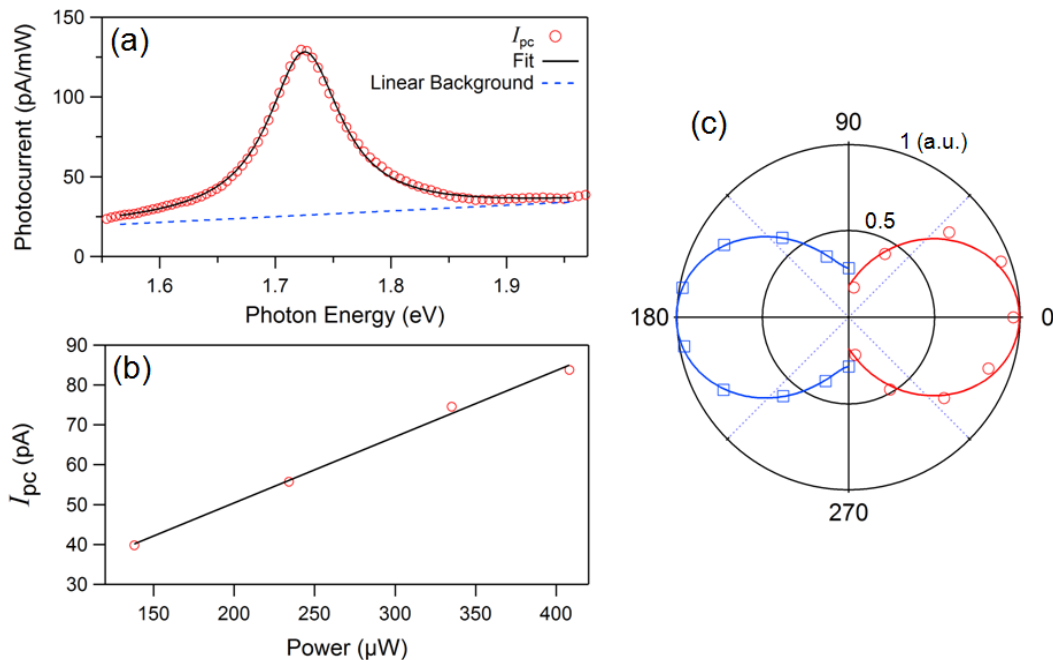 (a)
150
100
50
0
Photocurrent (pA/mW)
Ipc
Fit
Linear Background
1.6
1.7
1.8
1.9
Photon Energy (eV)
(b)
90
80
70
60
50
40
30
Ipc (pA)
150
200
250
300
350
400
Power (µW)
(c)
90
1 (a.u.)
0.5
180
0
270